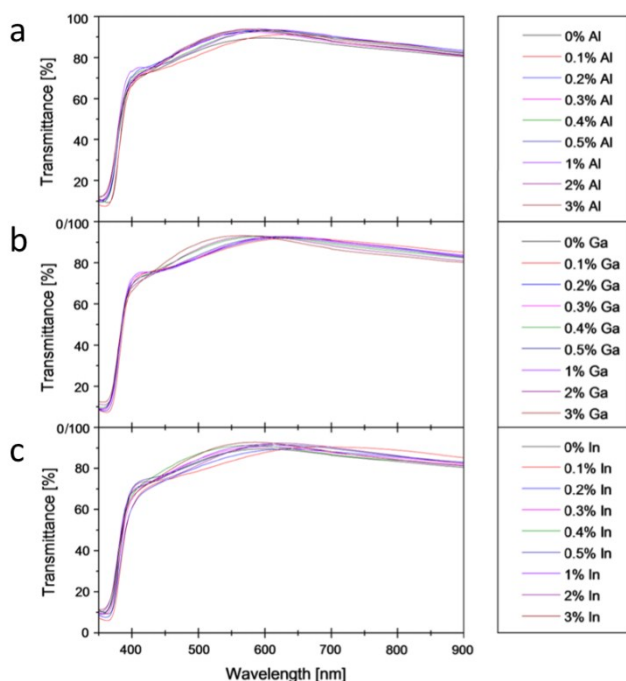 a
Transmittance [%]
100
80
60
40
20
0% Al
0.1% Al
0.2% Al
0.3% Al
0.4% Al
0.5% Al
1% Al
2% Al
3% Al
b
Transmittance [%]
0/100
80
60
40
20
0% Ga
0.1% Ga
0.2% Ga
0.3% Ga
0.4% Ga
0.5% Ga
1% Ga
2% Ga
3% Ga
c
Transmittance [%]
0/100
80
60
40
20
0
0% In
0.1% In
0.2% In
0.3% In
0.4% In
0.5% In
1% In
2% In
3% In
400 500 600 700 800 900
Wavelength [nm]